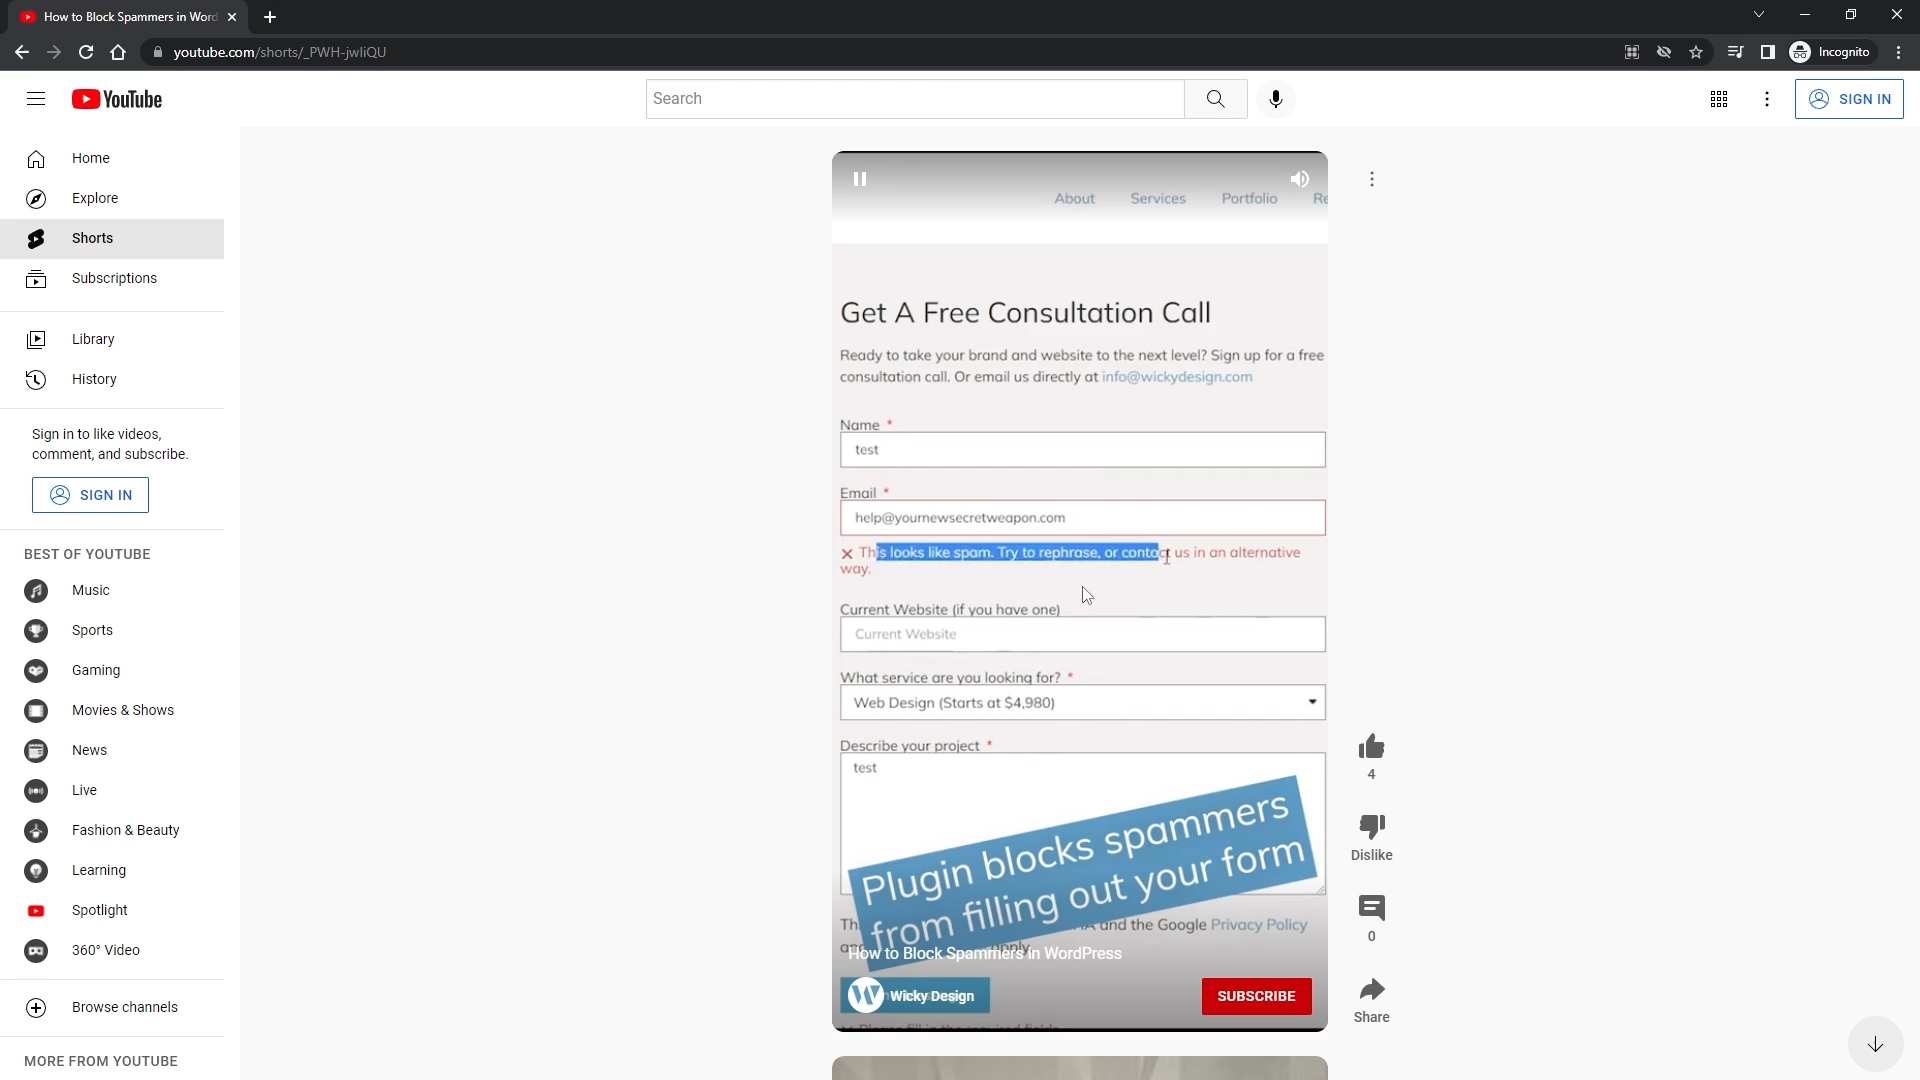 How to Block Spammers in Word
youtube.com/shorts/_PWH-jwliQU
Incognito
YouTube
Search
SIGN IN
Home
Explore
Shorts
Subscriptions
Library
History
Sign in to like videos,
comment, and subscribe.
SIGN IN
BEST OF YOUTUBE
Music
Sports
Gaming
Movies & Shows
News
Live
Fashion & Beauty
Learning
Spotlight
360° Video
Browse channels
MORE FROM YOUTUBE
About Services Portfolio Re
Get A Free Consultation Call
Ready to take your brand and website to the next level? Sign up for a free
consultation call. Or email us directly at info@wickydesign.com
Name *
test
Email *
help@yournewsecretweapon.com
This looks like spam. Try to rephrase, or contact us in an alternative
way.
Current Website (if you have one)
Current Website
What service are you looking for? *
Web Design (Starts at $4,980)
Describe your project *
test
Plugin blocks spammers
from filling out your form
and the Google Privacy Policy
How to Block Spammers in WordPress
Wicky Design
SUBSCRIBE
4
Dislike
0
Share